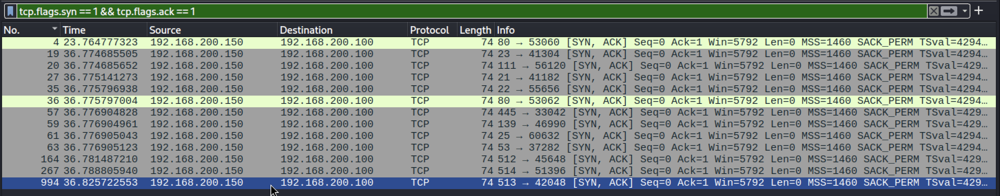 tcp.flags.syn == 1 && tcp.flags.ack == 1
No. Time Source Destination Protocol Length Info
4 23.764777323 192.168.200.150 192.168.200.100 TCP 74 80 → 53060 [SYN, ACK] Seq=0 Ack=1 Win=5792 Len=0 MSS=1460 SACK_PERM TSval=4294…
19 36.774685505 192.168.200.150 192.168.200.100 TCP 74 23 → 41304 [SYN, ACK] Seq=0 Ack=1 Win=5792 Len=0 MSS=1460 SACK_PERM TSval=4294…
20 36.774685652 192.168.200.150 192.168.200.100 TCP 74 111 → 56120 [SYN, ACK] Seq=0 Ack=1 Win=5792 Len=0 MSS=1460 SACK_PERM TSval=429…
27 36.775141273 192.168.200.150 192.168.200.100 TCP 74 21 → 41182 [SYN, ACK] Seq=0 Ack=1 Win=5792 Len=0 MSS=1460 SACK_PERM TSval=4294…
35 36.775796938 192.168.200.150 192.168.200.100 TCP 74 22 → 55656 [SYN, ACK] Seq=0 Ack=1 Win=5792 Len=0 MSS=1460 SACK_PERM TSval=4294…
36 36.775797004 192.168.200.150 192.168.200.100 TCP 74 80 → 53062 [SYN, ACK] Seq=0 Ack=1 Win=5792 Len=0 MSS=1460 SACK_PERM TSval=4294…
57 36.776904828 192.168.200.150 192.168.200.100 TCP 74 445 → 33042 [SYN, ACK] Seq=0 Ack=1 Win=5792 Len=0 MSS=1460 SACK_PERM TSval=429…
59 36.776904961 192.168.200.150 192.168.200.100 TCP 74 139 → 46990 [SYN, ACK] Seq=0 Ack=1 Win=5792 Len=0 MSS=1460 SACK_PERM TSval=429…
61 36.776905043 192.168.200.150 192.168.200.100 TCP 74 25 → 60632 [SYN, ACK] Seq=0 Ack=1 Win=5792 Len=0 MSS=1460 SACK_PERM TSval=4294…
63 36.776905123 192.168.200.150 192.168.200.100 TCP 74 53 → 37282 [SYN, ACK] Seq=0 Ack=1 Win=5792 Len=0 MSS=1460 SACK_PERM TSval=4294…
164 36.781487210 192.168.200.150 192.168.200.100 TCP 74 512 → 45648 [SYN, ACK] Seq=0 Ack=1 Win=5792 Len=0 MSS=1460 SACK_PERM TSval=429…
267 36.788805940 192.168.200.150 192.168.200.100 TCP 74 514 → 51396 [SYN, ACK] Seq=0 Ack=1 Win=5792 Len=0 MSS=1460 SACK_PERM TSval=429…
994 36.825722553 192.168.200.150 192.168.200.100 TCP 74 513 → 42048 [SYN, ACK] Seq=0 Ack=1 Win=5792 Len=0 MSS=1460 SACK_PERM TSval=429…